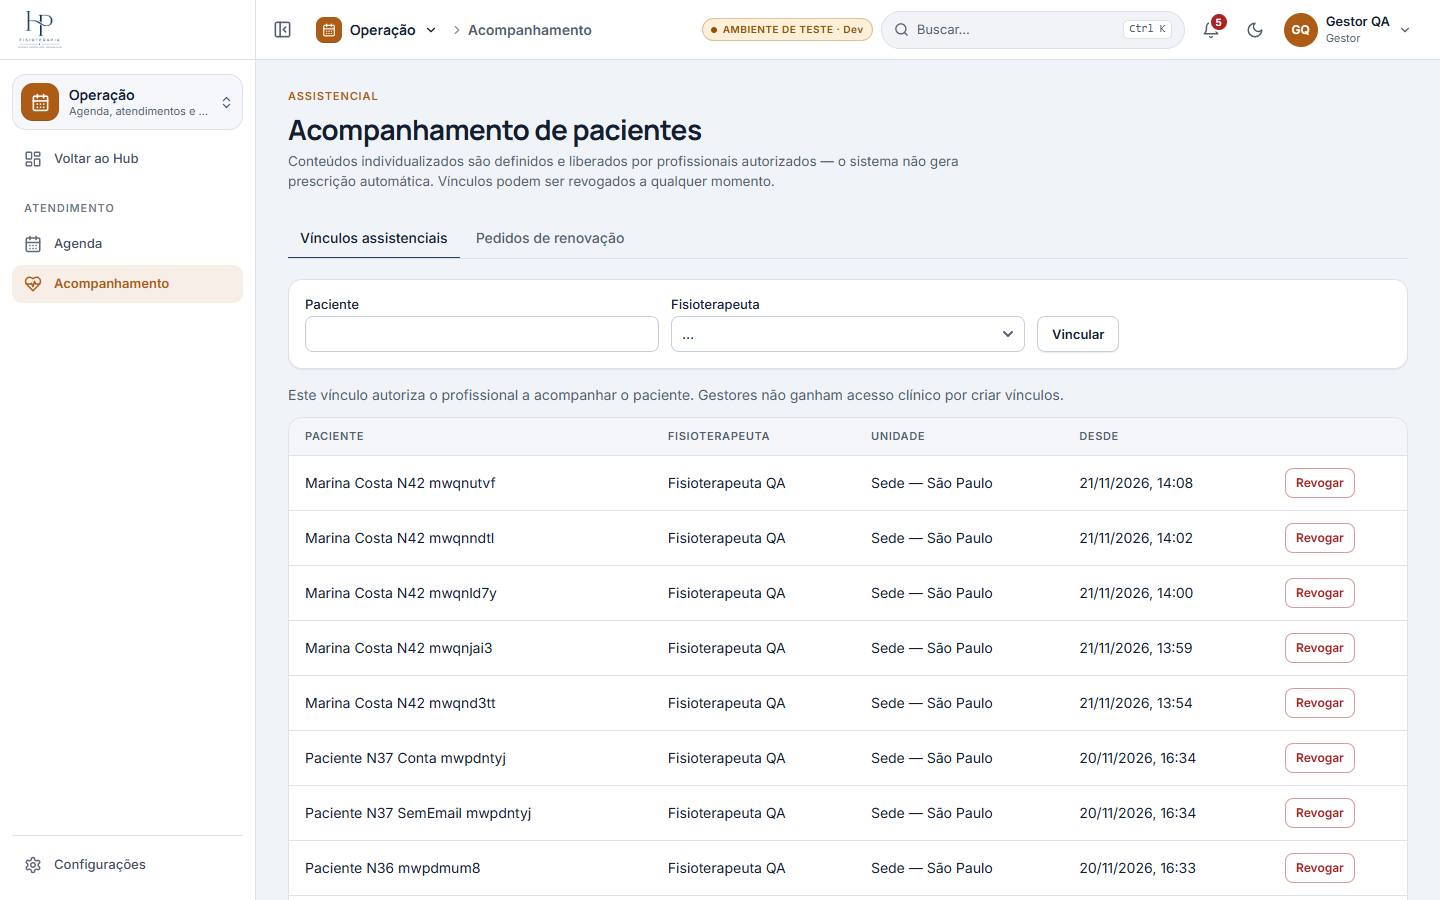 hp
FISIOTERAPIA
Operação
Acompanhamento
AMBIENTE DE TESTE · Dev
Buscar...
Ctrl K
5
GQ
Gestor QA
Gestor
Operação
Agenda, atendimentos e ...
Voltar ao Hub
ATENDIMENTO
Agenda
Acompanhamento
Configurações
ASSISTENCIAL
Acompanhamento de pacientes
Conteúdos individualizados são definidos e liberados por profissionais autorizados — o sistema não gera
prescrição automática. Vínculos podem ser revogados a qualquer momento.
Vínculos assistenciais
Pedidos de renovação
Paciente
Fisioterapeuta
...
Vincular
Este vínculo autoriza o profissional a acompanhar o paciente. Gestores não ganham acesso clínico por criar vínculos.
PACIENTE FISIOTERAPEUTA UNIDADE DESDE
Marina Costa N42 mwqnutvf Fisioterapeuta QA Sede — São Paulo 21/11/2026, 14:08 Revogar
Marina Costa N42 mwqnndtl Fisioterapeuta QA Sede — São Paulo 21/11/2026, 14:02 Revogar
Marina Costa N42 mwqnld7y Fisioterapeuta QA Sede — São Paulo 21/11/2026, 14:00 Revogar
Marina Costa N42 mwqnjai3 Fisioterapeuta QA Sede — São Paulo 21/11/2026, 13:59 Revogar
Marina Costa N42 mwqnd3tt Fisioterapeuta QA Sede — São Paulo 21/11/2026, 13:54 Revogar
Paciente N37 Conta mwpdntyj Fisioterapeuta QA Sede — São Paulo 20/11/2026, 16:34 Revogar
Paciente N37 SemEmail mwpdntyj Fisioterapeuta QA Sede — São Paulo 20/11/2026, 16:34 Revogar
Paciente N36 mwpdmum8 Fisioterapeuta QA Sede — São Paulo 20/11/2026, 16:33 Revogar